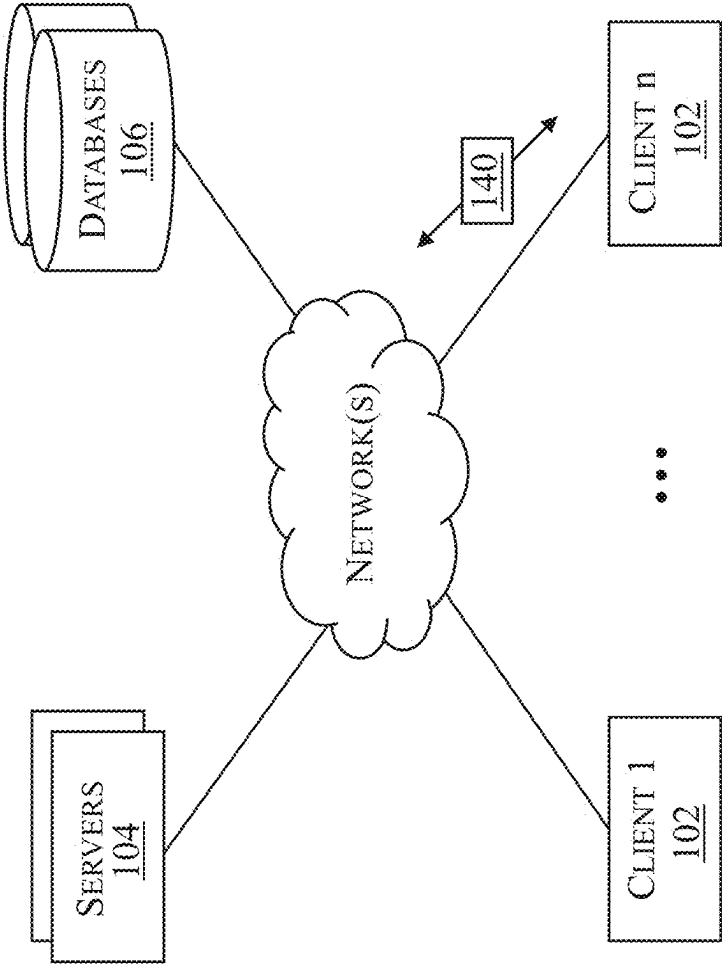 SERVERS
104
DATABASES
106
NETWORK(S)
140
CLIENT 1
102
•••
CLIENT n
102